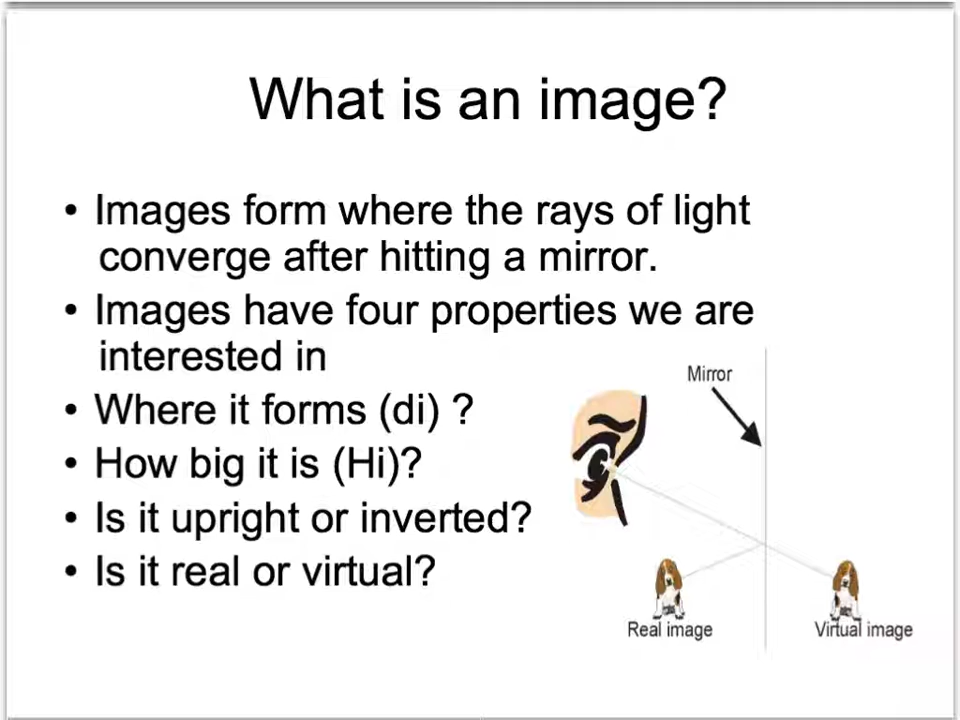 What is an image?
• Images form where the rays of light
converge after hitting a mirror.
• Images have four properties we are
interested in
• Where it forms (di) ?
• How big it is (Hi)?
• Is it upright or inverted?
• Is it real or virtual?
Mirror
Real image
Virtual image